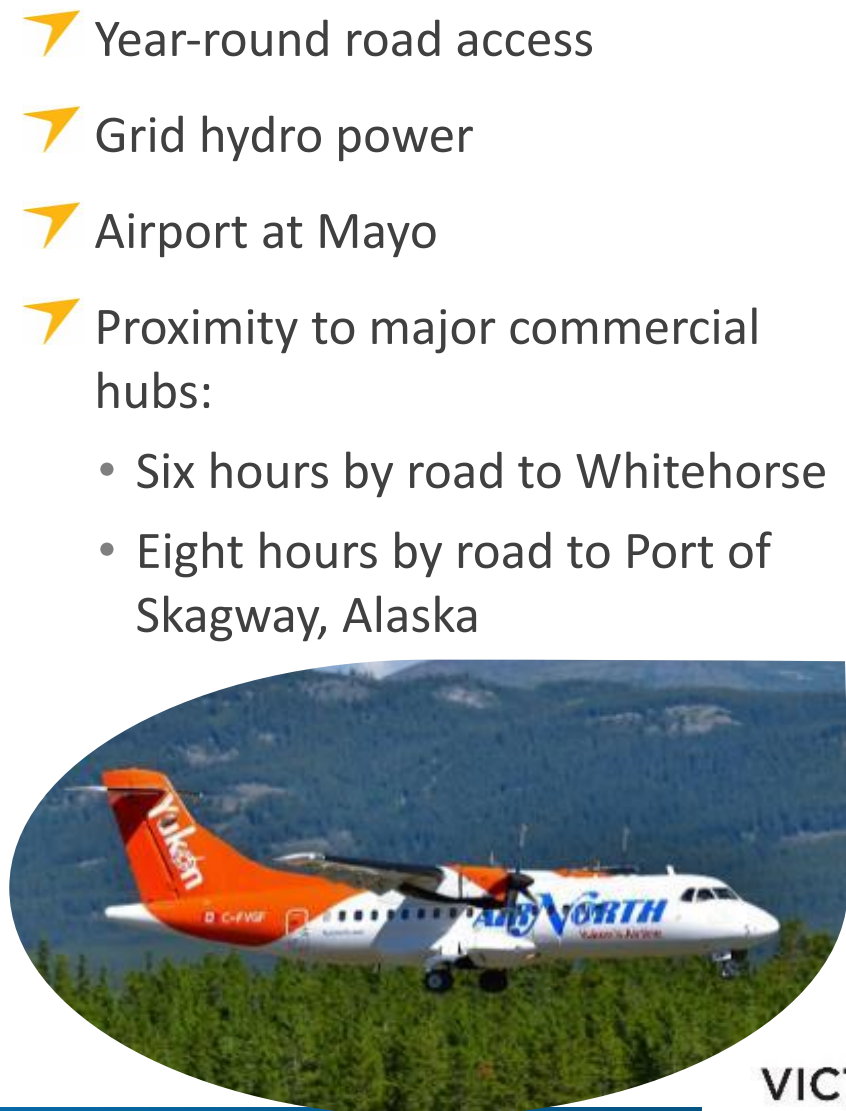 Year-round road access
Grid hydro power
Airport at Mayo
Proximity to major commercial
hubs:
• Six hours by road to Whitehorse
• Eight hours by road to Port of
Skagway, Alaska
Yukon
C-FVGF
AIR NORTH
Yukon's Airline
VICT